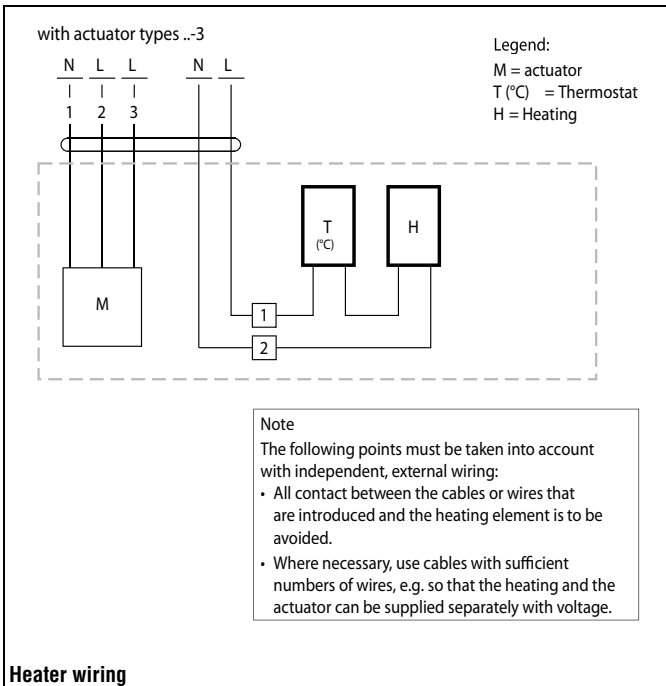 with actuator types ..-3
N L L N L
1 2 3
Legend:
M = actuator
T (°C) = Thermostat
H = Heating
T
(°C)
H
M
1
2
Note
The following points must be taken into account
with independent, external wiring:
• All contact between the cables or wires that
are introduced and the heating element is to be
avoided.
• Where necessary, use cables with sufficient
numbers of wires, e.g. so that the heating and the
actuator can be supplied separately with voltage.
Heater wiring